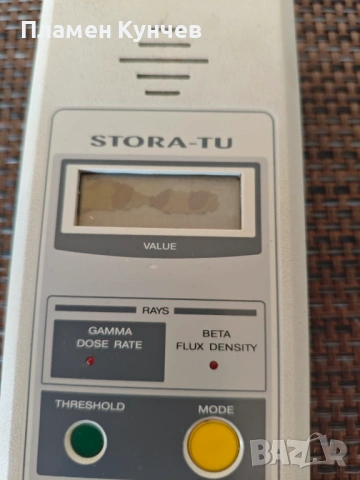 Пламен Кунчев
STORA-TU
VALUE
RAYS
GAMMA
DOSE RATE
BETA
FLUX DENSITY
THRESHOLD
MODE
BAZAR